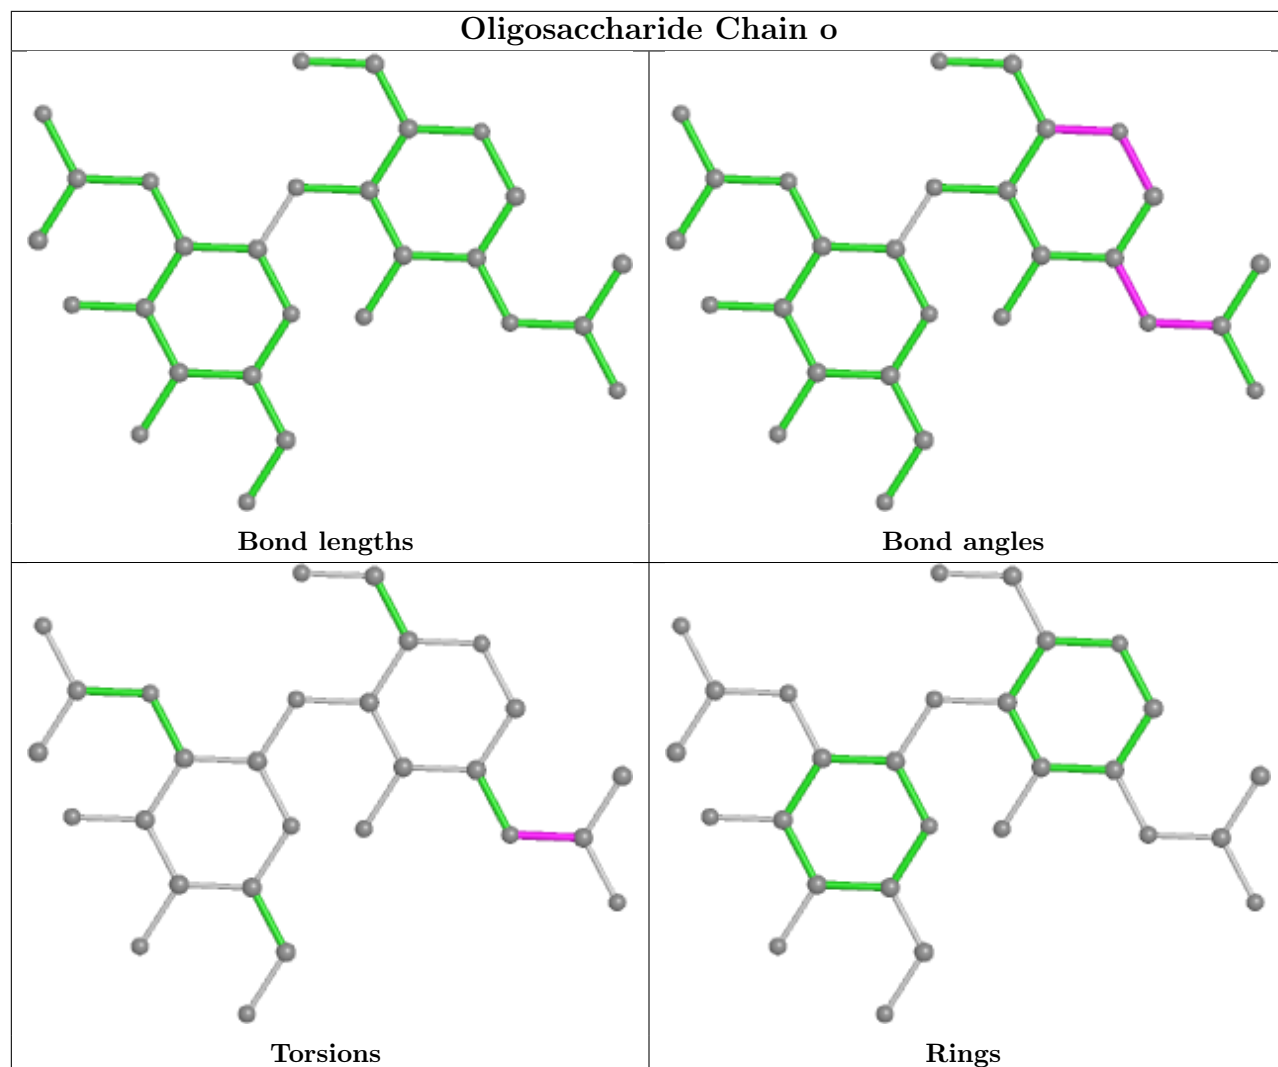 Oligosaccharide Chain o
Bond lengths
Bond angles
Torsions
Rings